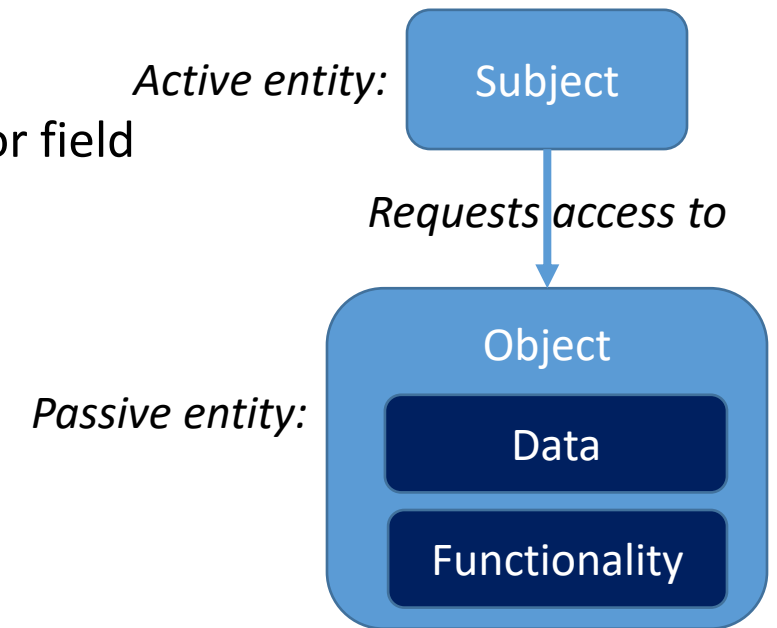 Active entity:
Subject
or field
Requests access to
Object
Passive entity:
Data
Functionality